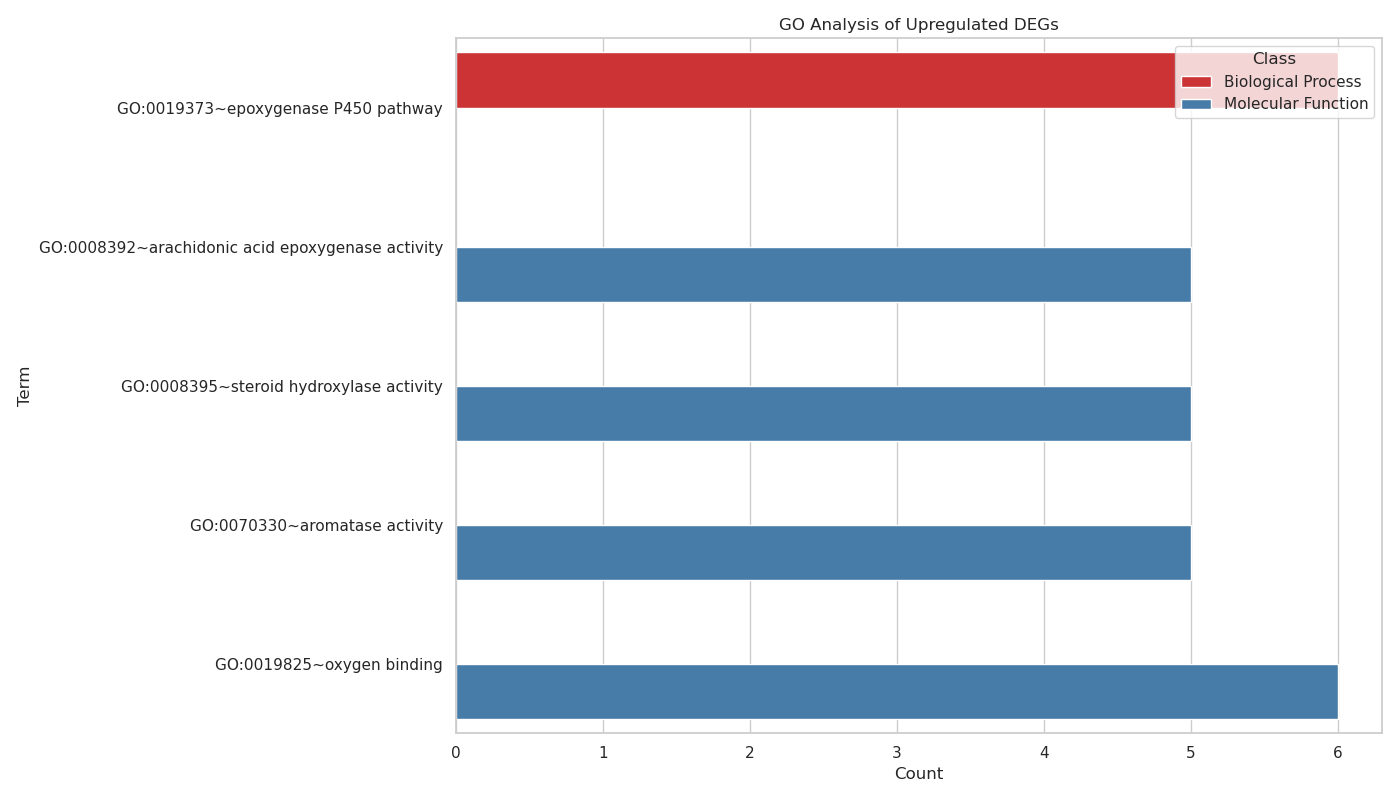 GO Analysis of Upregulated DEGs
Class
Biological Process
Molecular Function
GO:0019373~epoxygenase P450 pathway
GO:0008392~arachidonic acid epoxygenase activity
GO:0008395~steroid hydroxylase activity
GO:0070330~aromatase activity
GO:0019825~oxygen binding
Term
0 1 2 3 4 5 6
Count